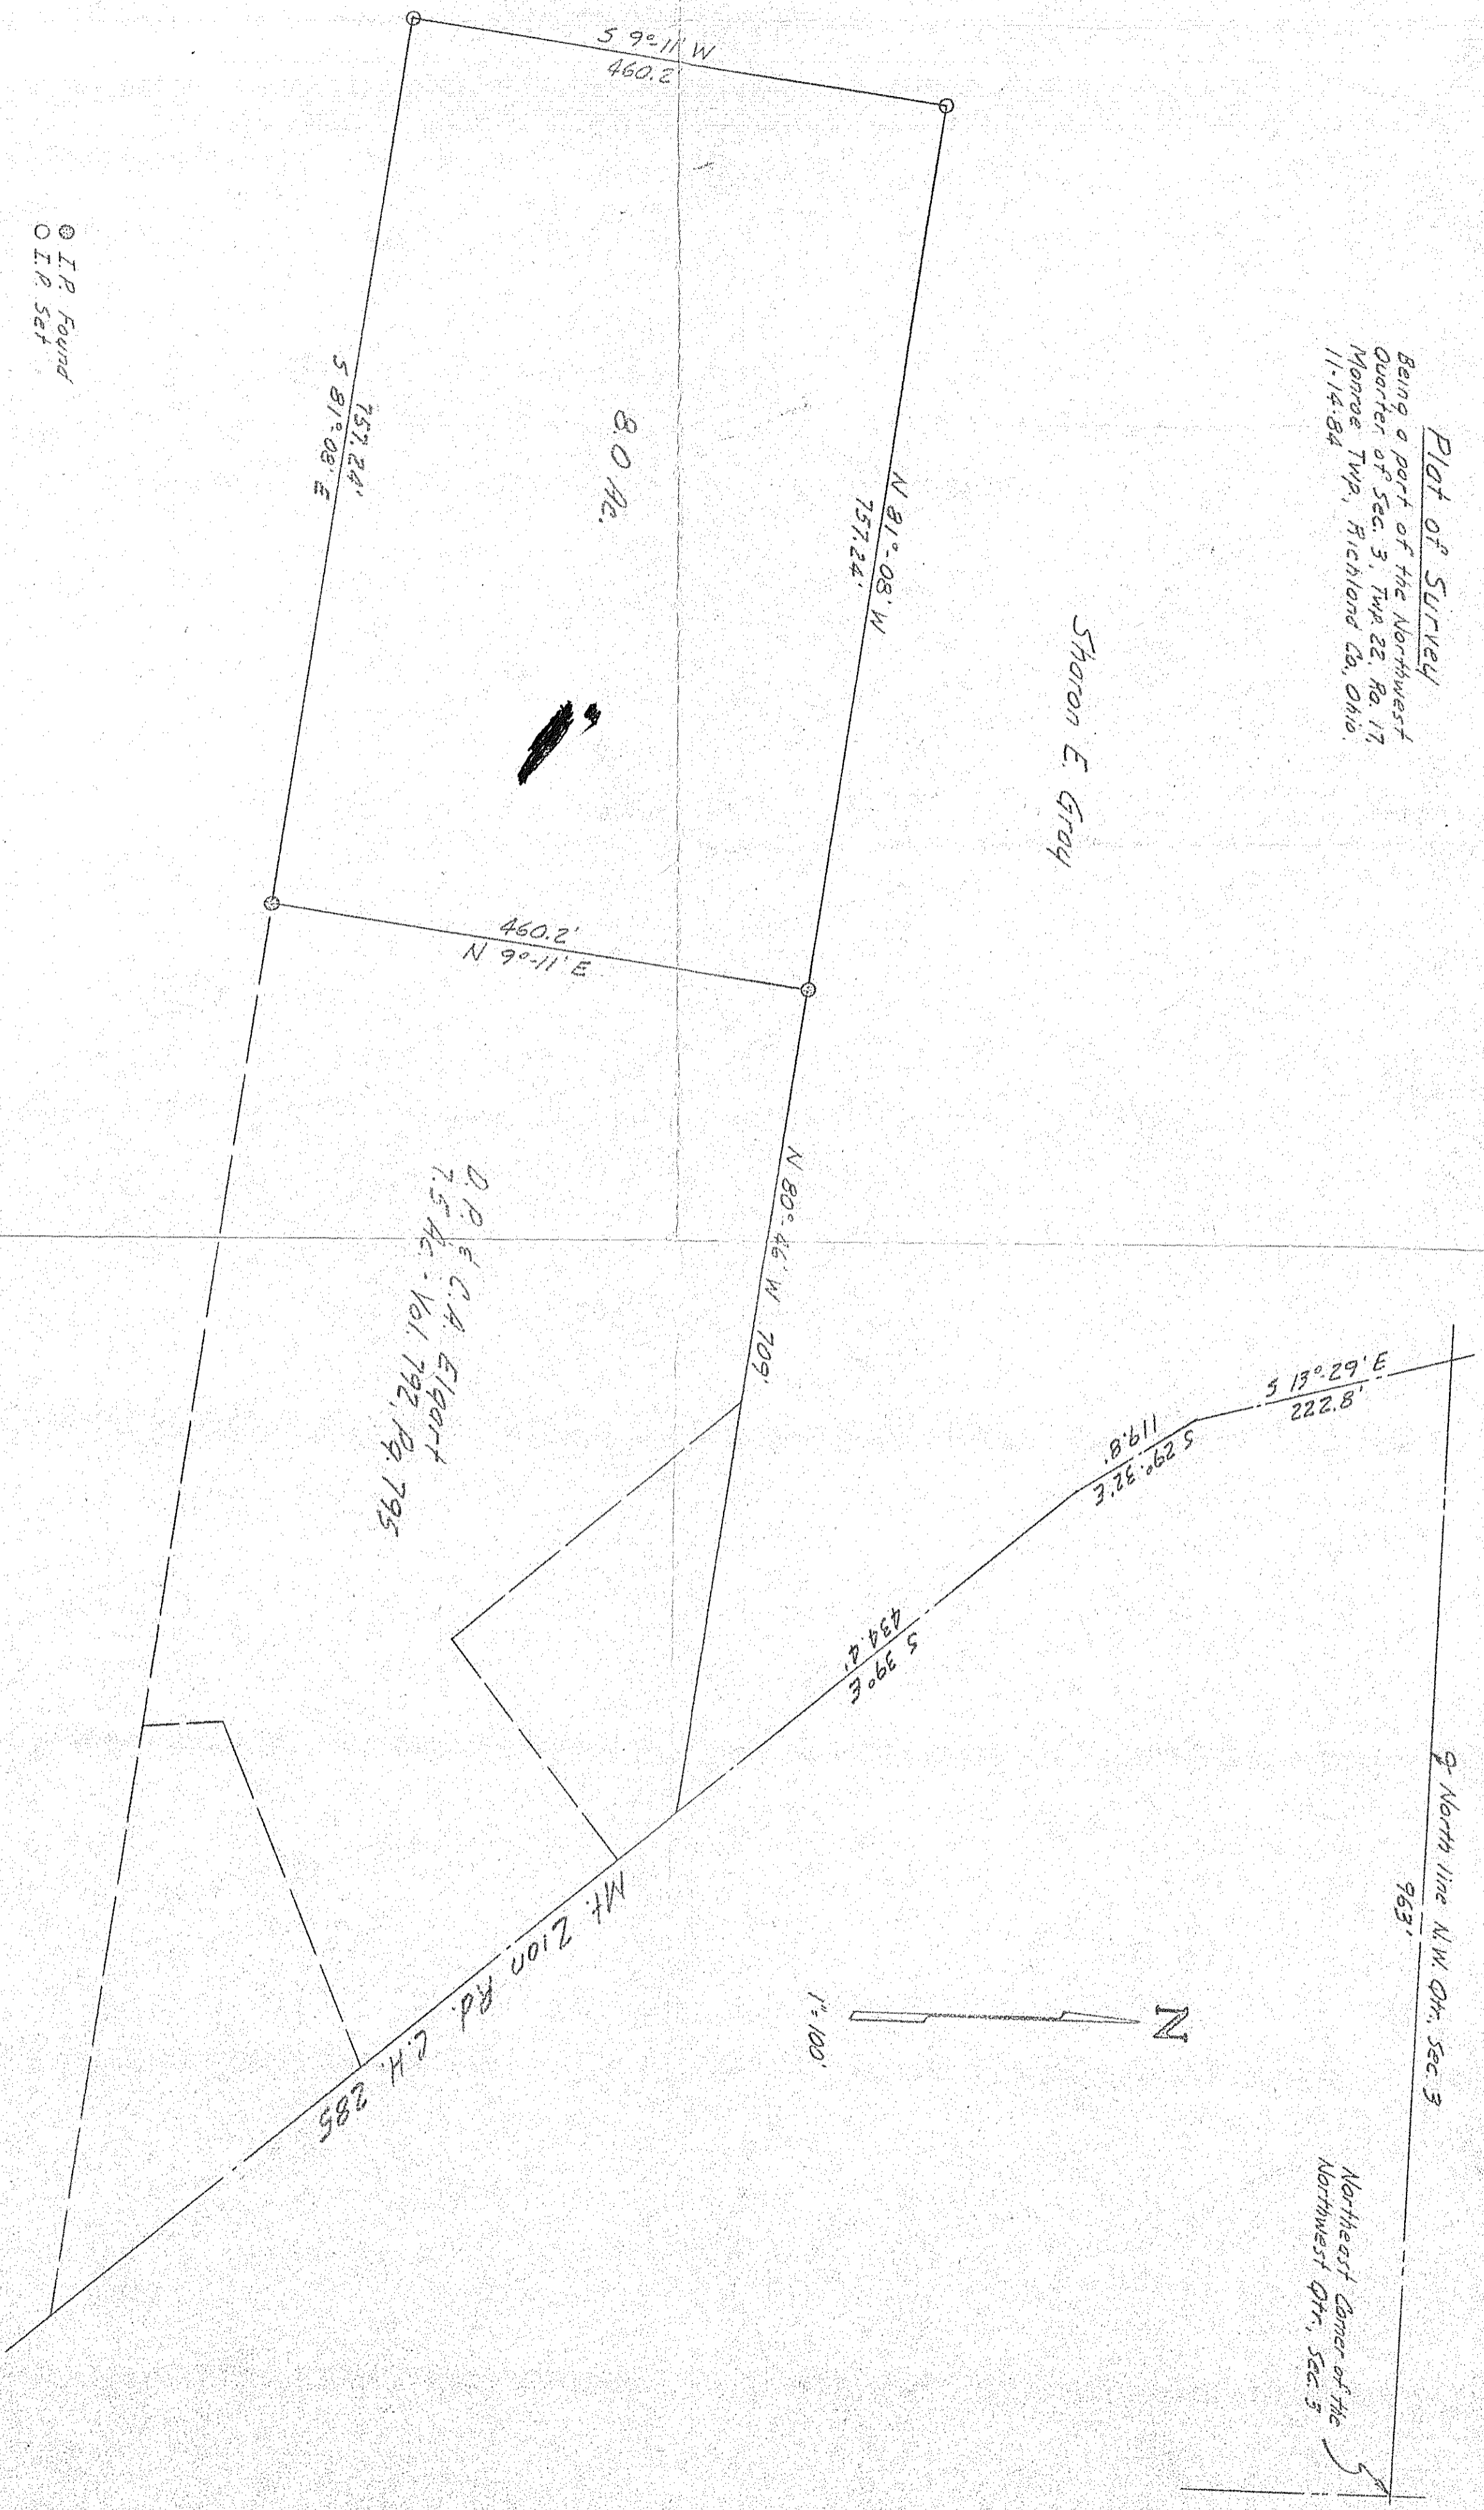 Plat of Survey
Being a part of the Northwest
Quarter of Sec. 3, Twp. 22, Ra. 17,
Monroe Twp., Richland Co., Ohio.
11-14-84
Sharon E. Gray
N 81°-08' W
757.24'
S 9°-11' W
460.2'
8.0 Ac.
757.24'
S 81°-08' E
460.2'
N 9°-11' E
N 80°-46' W 709'
D.P. & C.A. Elgart
7.5 Ac. - Vol. 792, Pg. 795
S 13°-29' E
222.8'
S 29°-32' E
119.8'
S 39° E
434.4'
Mt. Zion Rd. C.H. 285
North line N.W. Qtr., Sec. 3
963'
Northeast Corner of the
Northwest Qtr., Sec. 3
N
1"=100'
I.P. Found
I.P. Set